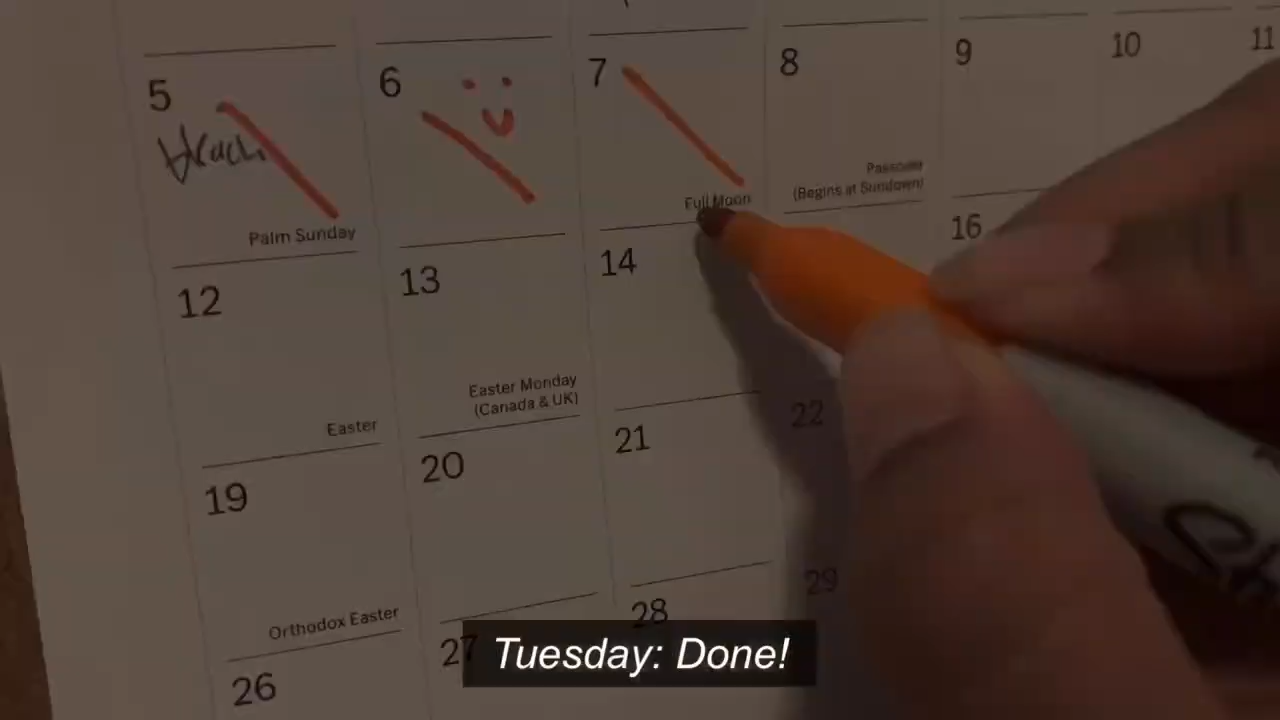 5 6 7 8 9 10 11
Passover
(Begins at Sundown)
Full Moon
Palm Sunday
12 13 14 16
Easter Monday
(Canada & UK)
Easter
19 20 21 22
Orthodox Easter
26 27 28 29
Tuesday: Done!